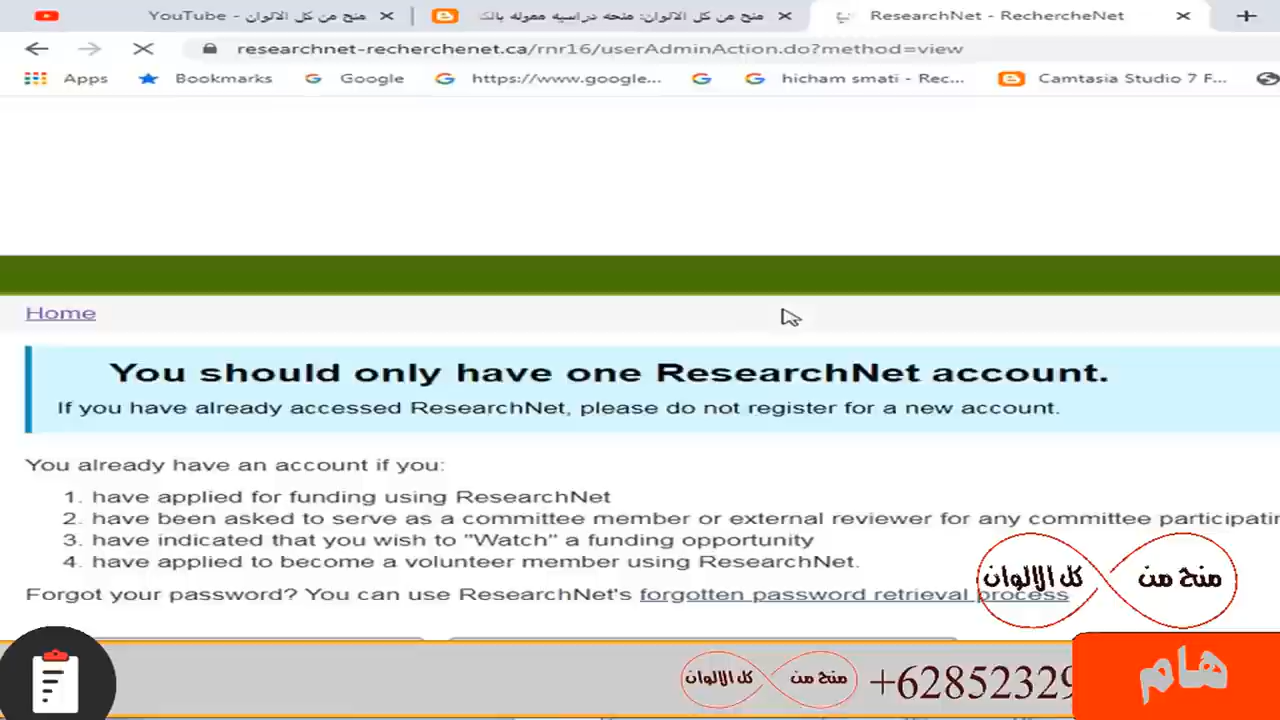 منح من كل الالوان - YouTube
منح من كل الالوان: منحه دراسيه مموله بالك
ResearchNet - RechercheNet
researchnet-recherchenet.ca/rnr16/userAdminAction.do?method=view
Apps
Bookmarks
Google
https://www.google...
hicham smati - Rec...
Camtasia Studio 7 F...
Home
You should only have one ResearchNet account.
If you have already accessed ResearchNet, please do not register for a new account.
You already have an account if you:
1. have applied for funding using ResearchNet
2. have been asked to serve as a committee member or external reviewer for any committee participatin
3. have indicated that you wish to "Watch" a funding opportunity
4. have applied to become a volunteer member using ResearchNet.
Forgot your password? You can use ResearchNet's forgotten password retrieval process
منح من كل الالوان
منح من كل الالوان
+62852329
هام